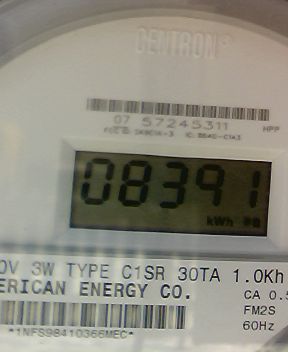 CENTRON®
07 57245311 HPP
08391
kWh
0V 3W TYPE C1SR 30TA 1.0Kh
ERICAN ENERGY CO.
CA 0.5
FM2S
60Hz
*1NFS98410366MEC*